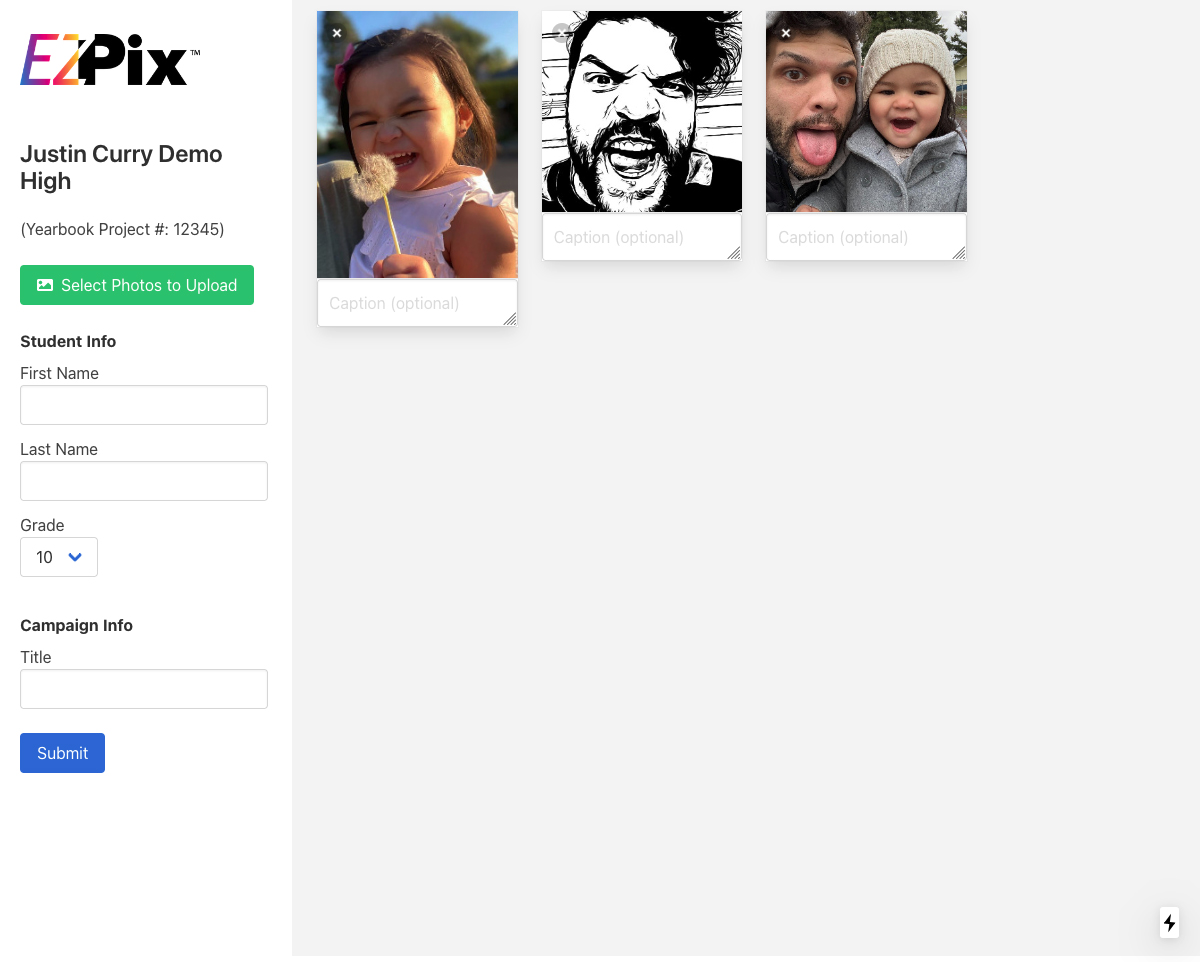 EZPix™
Justin Curry Demo
High
(Yearbook Project #: 12345)
Select Photos to Upload
Student Info
First Name
Last Name
Grade
10
Campaign Info
Title
Submit
Caption (optional)
Caption (optional)
Caption (optional)